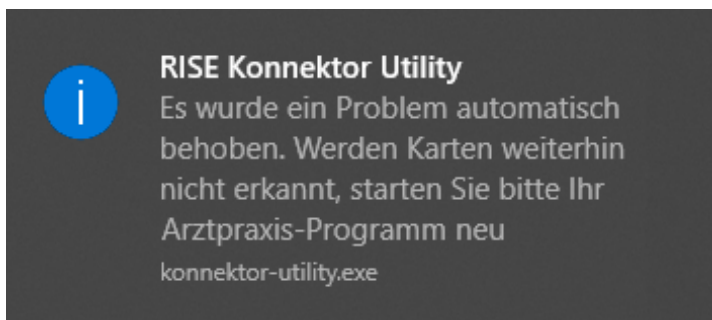 i
RISE Konnektor Utility
Es wurde ein Problem automatisch
behoben. Werden Karten weiterhin
nicht erkannt, starten Sie bitte Ihr
Arztpraxis-Programm neu
konnektor-utility.exe